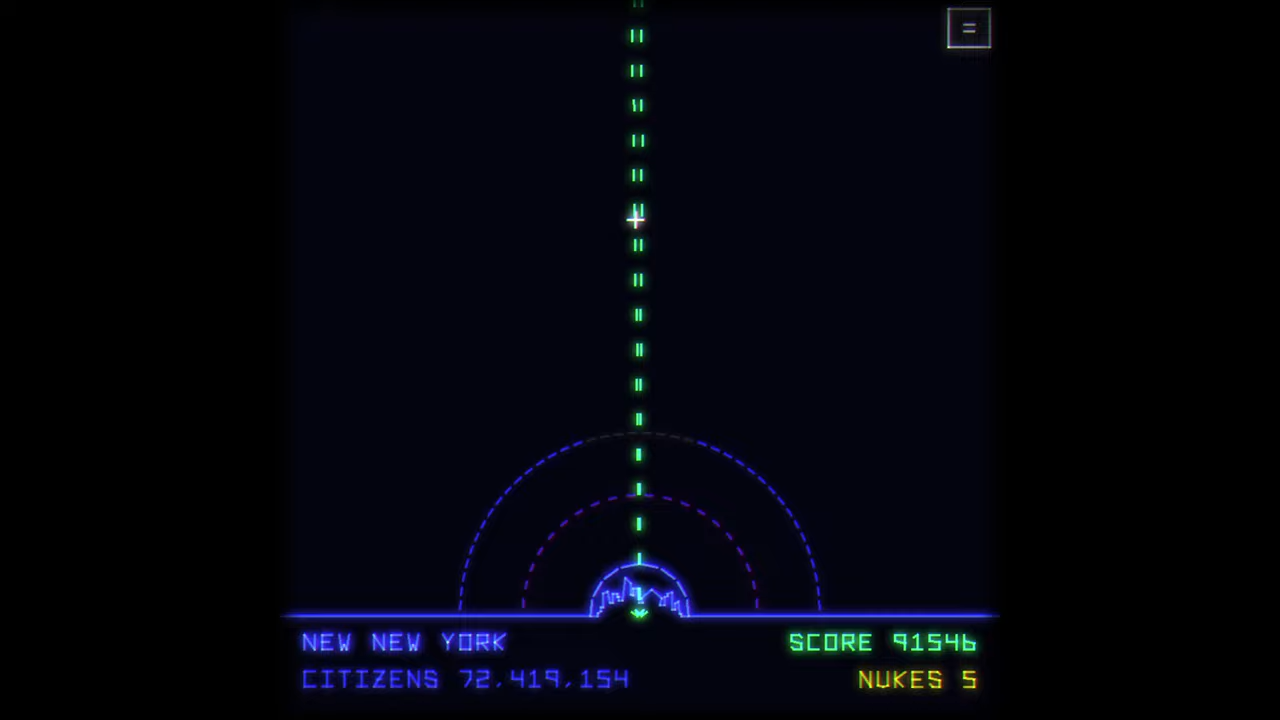 NEW NEW YORK
SCORE 91546
CITIZENS 72,419,154
NUKES 5